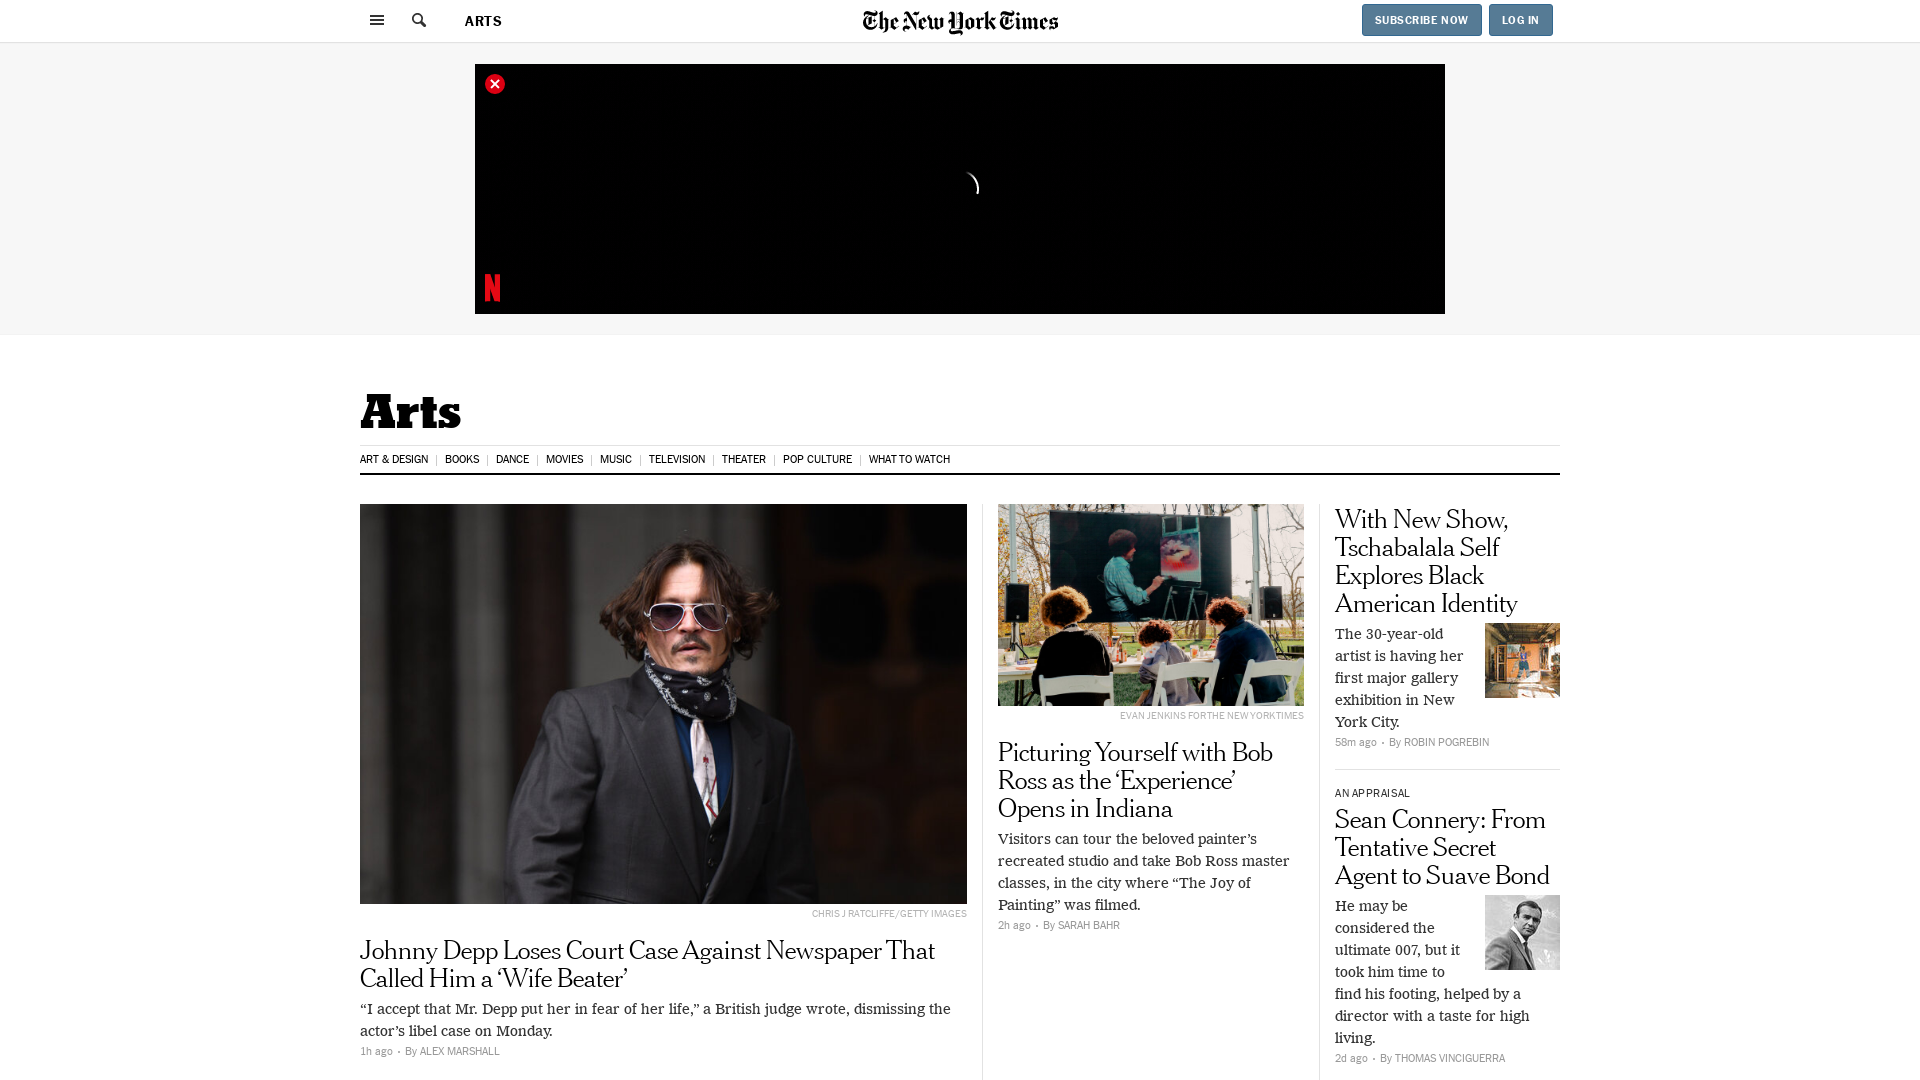 ARTS
The New York Times
SUBSCRIBE NOW
LOG IN
N
Arts
ART & DESIGN
BOOKS
DANCE
MOVIES
MUSIC
TELEVISION
THEATER
POP CULTURE
WHAT TO WATCH
CHRIS J RATCLIFFE/GETTY IMAGES
Johnny Depp Loses Court Case Against Newspaper That
Called Him a ‘Wife Beater’
“I accept that Mr. Depp put her in fear of her life,” a British judge wrote, dismissing the
actor’s libel case on Monday.
1h ago · By ALEX MARSHALL
EVAN JENKINS FOR THE NEW YORK TIMES
Picturing Yourself with Bob
Ross as the ‘Experience’
Opens in Indiana
Visitors can tour the beloved painter’s
recreated studio and take Bob Ross master
classes, in the city where “The Joy of
Painting” was filmed.
2h ago · By SARAH BAHR
With New Show,
Tschabalala Self
Explores Black
American Identity
The 30-year-old
artist is having her
first major gallery
exhibition in New
York City.
58m ago · By ROBIN POGREBIN
AN APPRAISAL
Sean Connery: From
Tentative Secret
Agent to Suave Bond
He may be
considered the
ultimate 007, but it
took him time to
find his footing, helped by a
director with a taste for high
living.
2d ago · By THOMAS VINCIGUERRA